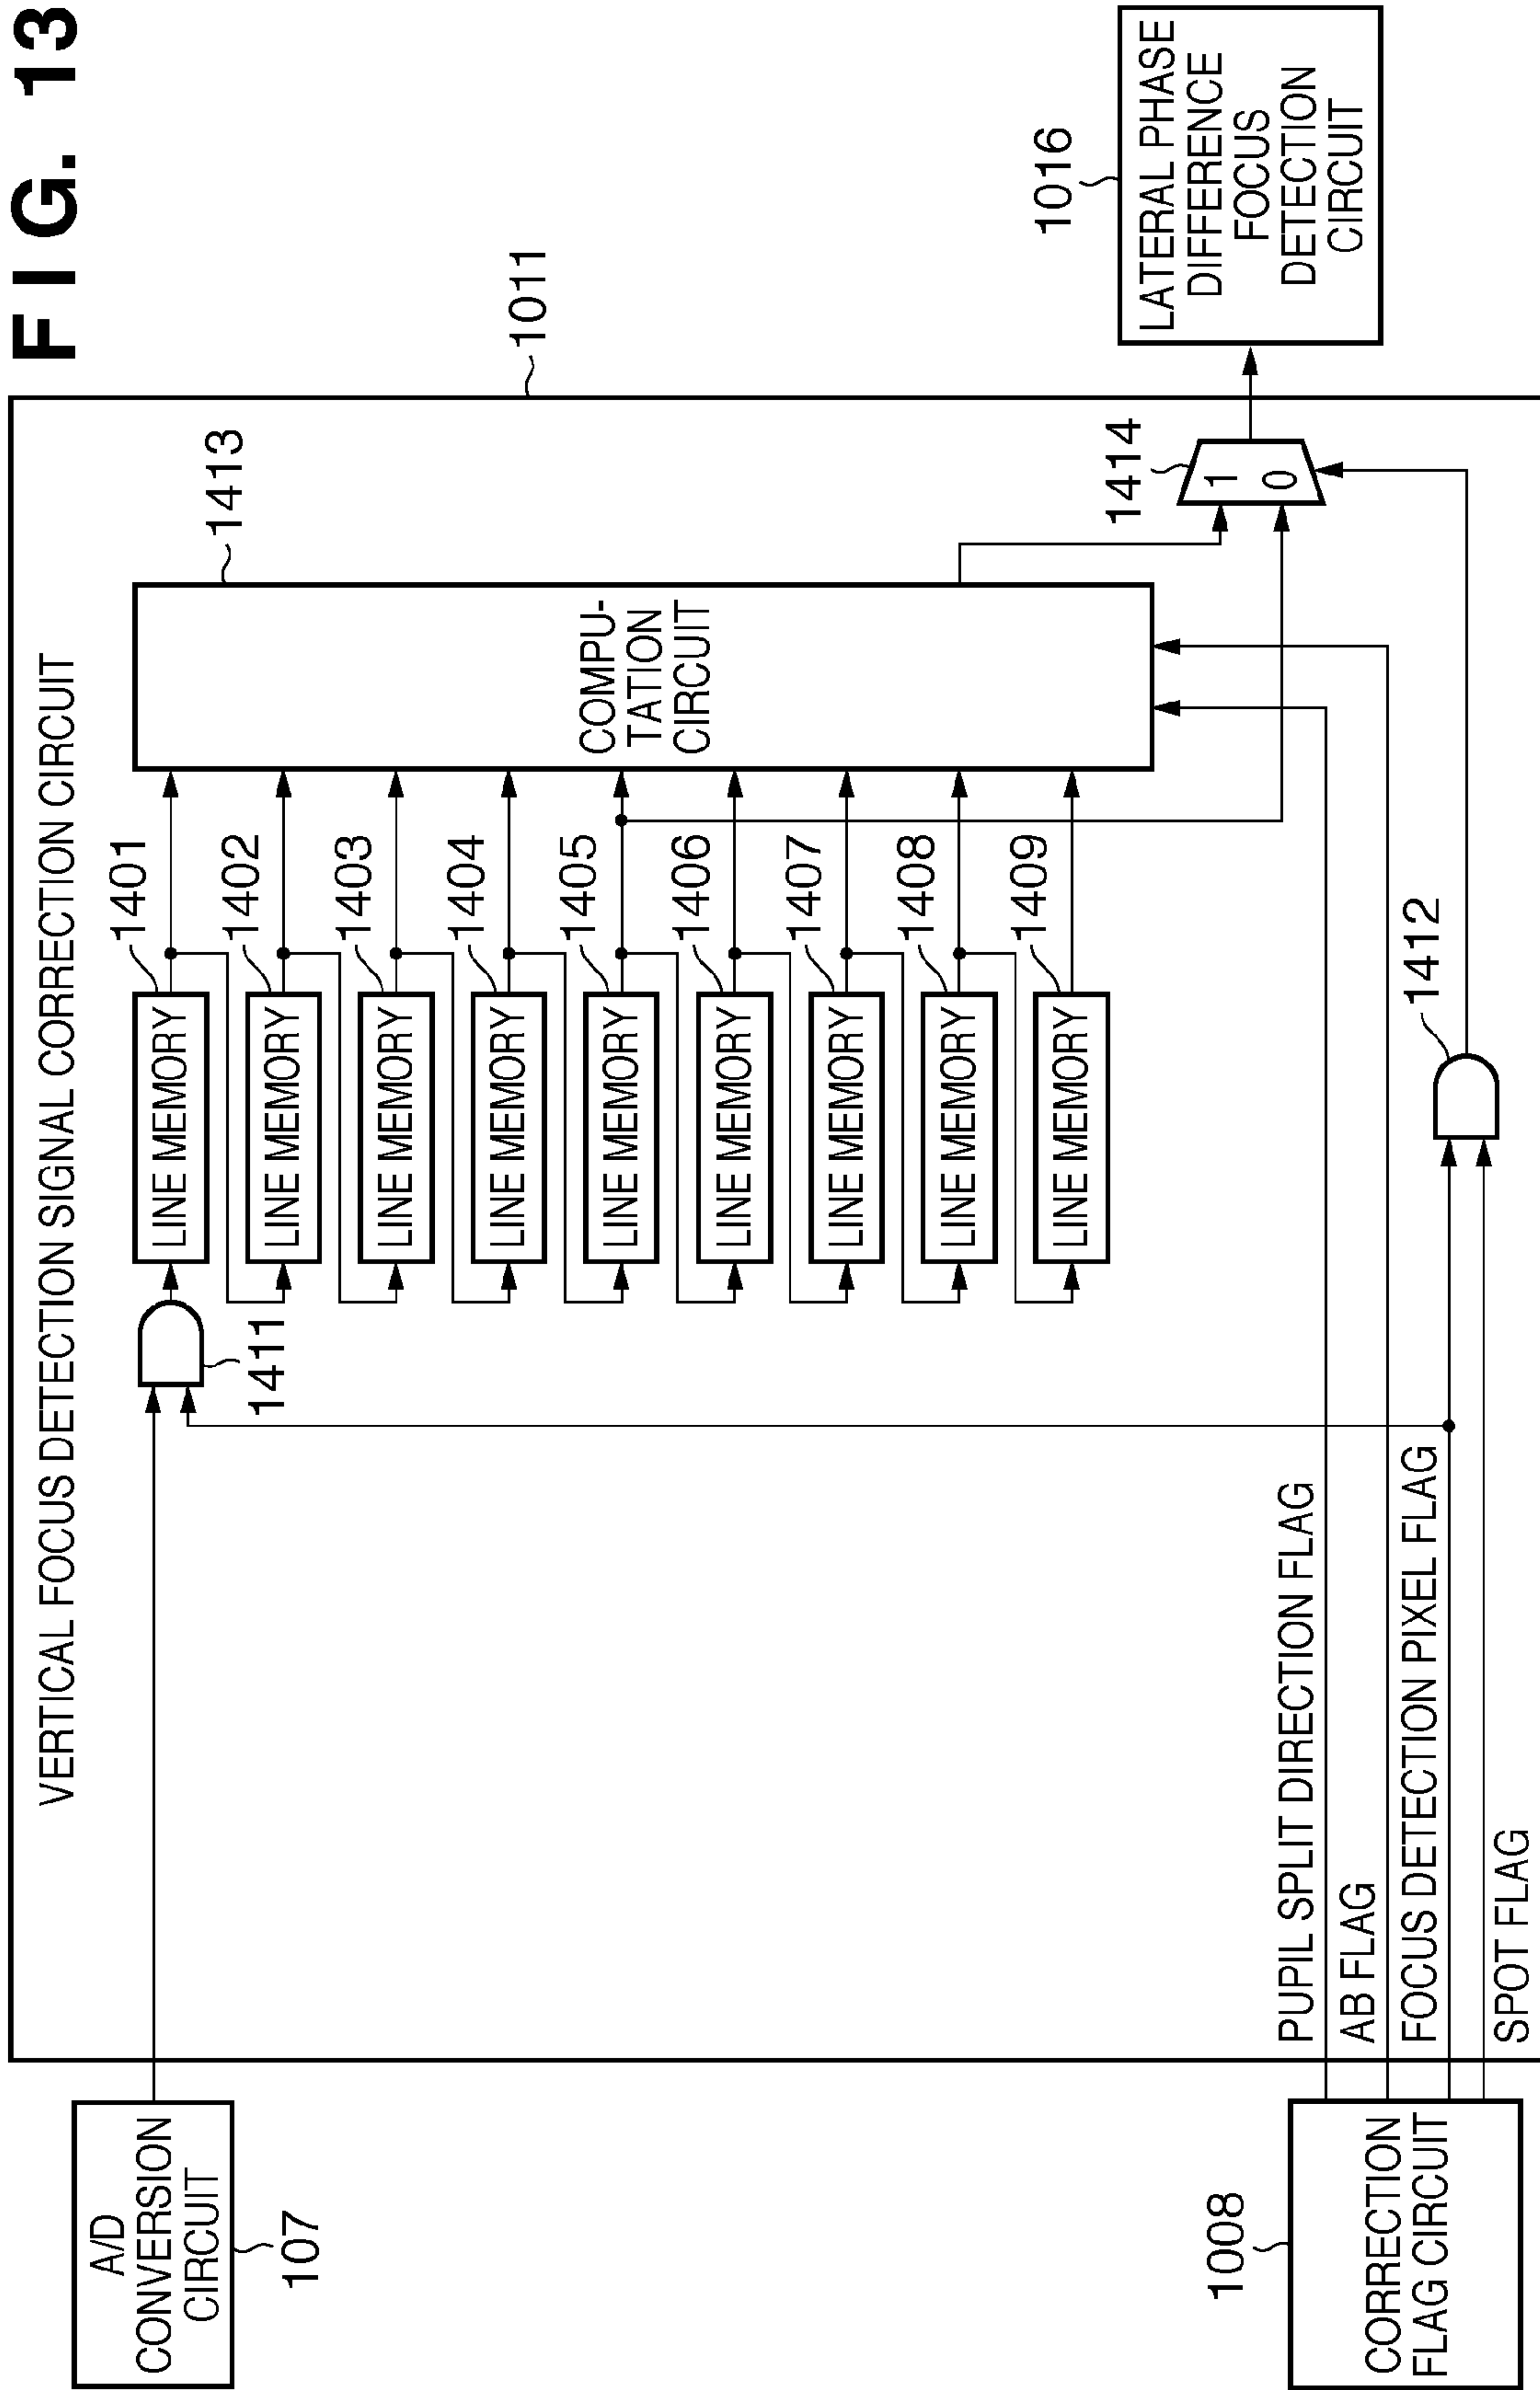 FIG. 13
VERTICAL FOCUS DETECTION SIGNAL CORRECTION CIRCUIT
1011
A/D
CONVERSION
CIRCUIT
107
1411
LINE MEMORY
1401
LINE MEMORY
1402
LINE MEMORY
1403
LINE MEMORY
1404
LINE MEMORY
1405
LINE MEMORY
1406
LINE MEMORY
1407
LINE MEMORY
1408
LINE MEMORY
1409
COMPU-
TATION
CIRCUIT
1413
1414
1
0
1016
LATERAL PHASE
DIFFERENCE
FOCUS
DETECTION
CIRCUIT
1008
CORRECTION
FLAG CIRCUIT
PUPIL SPLIT DIRECTION FLAG
AB FLAG
FOCUS DETECTION PIXEL FLAG
SPOT FLAG
1412